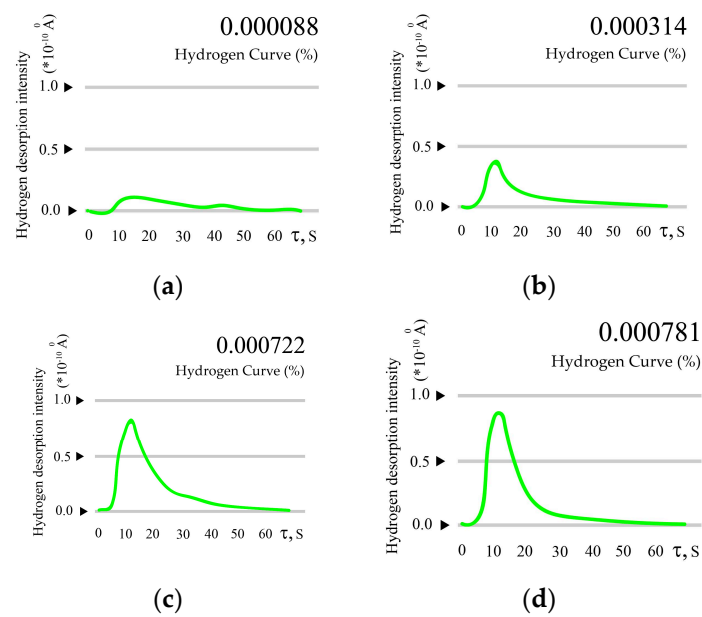 0.000088
Hydrogen Curve (%)
Hydrogen desorption intensity
(*10⁻¹⁰ Å)
1.0
0.5
0.0
0 10 20 30 40 50 60 τ, S
(a)
0.000314
Hydrogen Curve (%)
Hydrogen desorption intensity
(*10⁻¹⁰ Å)
1.0
0.5
0.0
0 10 20 30 40 50 60 τ, S
(b)
0.000722
Hydrogen Curve (%)
Hydrogen desorption intensity
(*10⁻¹⁰ Å)
1.0
0.5
0.0
0 10 20 30 40 50 60 τ, S
(c)
0.000781
Hydrogen Curve (%)
Hydrogen desorption intensity
(*10⁻¹⁰ Å)
1.0
0.5
0.0
0 10 20 30 40 50 60 τ, S
(d)